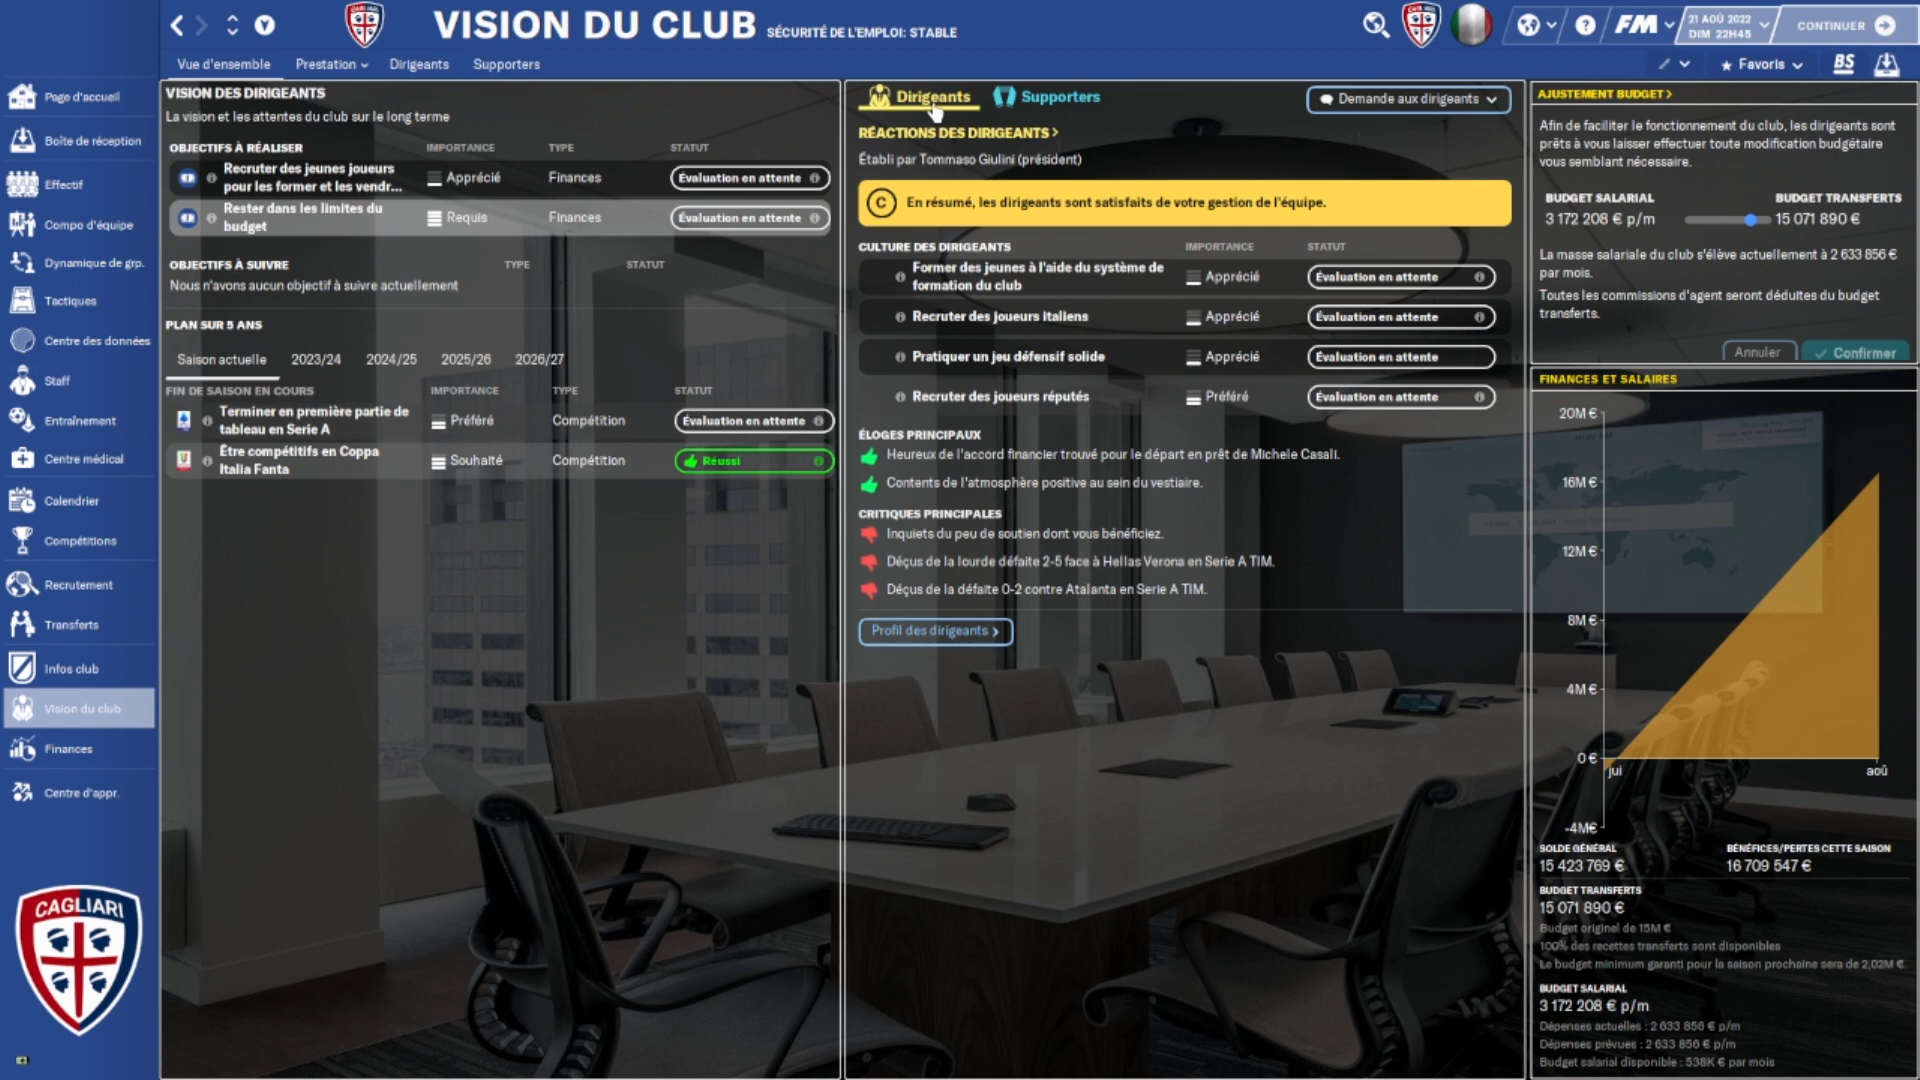 VISION DU CLUB SÉCURITÉ DE L'EMPLOI: STABLE
FM
21 AOÛ 2022
DIM 22H45
CONTINUER
Vue d'ensemble Prestation Dirigeants Supporters
Favoris
BS
Page d'accueil
Boîte de réception
Effectif
Compo d'équipe
Dynamique de grp.
Tactiques
Centre des données
Staff
Entraînement
Centre médical
Calendrier
Compétitions
Recrutement
Transferts
Infos club
Vision du club
Finances
Centre d'appr.
CAGLIARI
VISION DES DIRIGEANTS
La vision et les attentes du club sur le long terme
OBJECTIFS À RÉALISER IMPORTANCE TYPE STATUT
Recruter des jeunes joueurs
pour les former et les vendr... Apprécié Finances Évaluation en attente
Rester dans les limites du
budget Requis Finances Évaluation en attente
OBJECTIFS À SUIVRE TYPE STATUT
Nous n'avons aucun objectif à suivre actuellement
PLAN SUR 5 ANS
Saison actuelle 2023/24 2024/25 2025/26 2026/27
FIN DE SAISON EN COURS IMPORTANCE TYPE STATUT
Terminer en première partie de
tableau en Serie A Préféré Compétition Évaluation en attente
Être compétitifs en Coppa
Italia Fanta Souhaité Compétition Réussi
Dirigeants Supporters Demande aux dirigeants
RÉACTIONS DES DIRIGEANTS >
Établi par Tommaso Giulini (président)
C En résumé, les dirigeants sont satisfaits de votre gestion de l'équipe.
CULTURE DES DIRIGEANTS IMPORTANCE STATUT
Former des jeunes à l'aide du système de
formation du club Apprécié Évaluation en attente
Recruter des joueurs italiens Apprécié Évaluation en attente
Pratiquer un jeu défensif solide Apprécié Évaluation en attente
Recruter des joueurs réputés Préféré Évaluation en attente
ÉLOGES PRINCIPAUX
Heureux de l'accord financier trouvé pour le départ en prêt de Michele Casali.
Contents de l'atmosphère positive au sein du vestiaire.
CRITIQUES PRINCIPALES
Inquiets du peu de soutien dont vous bénéficiez.
Déçus de la lourde défaite 2-5 face à Hellas Verona en Serie A TIM.
Déçus de la défaite 0-2 contre Atalanta en Serie A TIM.
Profil des dirigeants >
AJUSTEMENT BUDGET >
Afin de faciliter le fonctionnement du club, les dirigeants sont
prêts à vous laisser effectuer toute modification budgétaire
vous semblant nécessaire.
BUDGET SALARIAL BUDGET TRANSFERTS
3 172 208 € p/m 15 071 890 €
La masse salariale du club s'élève actuellement à 2 633 856 €
par mois.
Toutes les commissions d'agent seront déduites du budget
transferts.
Annuler Confirmer
FINANCES ET SALAIRES
20M €
16M €
12M €
8M €
4M €
0 €
jui aoû
-4M€
SOLDE GÉNÉRAL BÉNÉFICES/PERTES CETTE SAISON
15 423 769 € 16 709 547 €
BUDGET TRANSFERTS
15 071 890 €
Budget originel de 15M €
100% des recettes transferts sont disponibles
Le budget minimum garanti pour la saison prochaine sera de 2,02M €
BUDGET SALARIAL
3 172 208 € p/m
Dépenses actuelles : 2 633 856 € p/m
Dépenses prévues : 2 633 856 € p/m
Budget salarial disponible : 538K € par mois